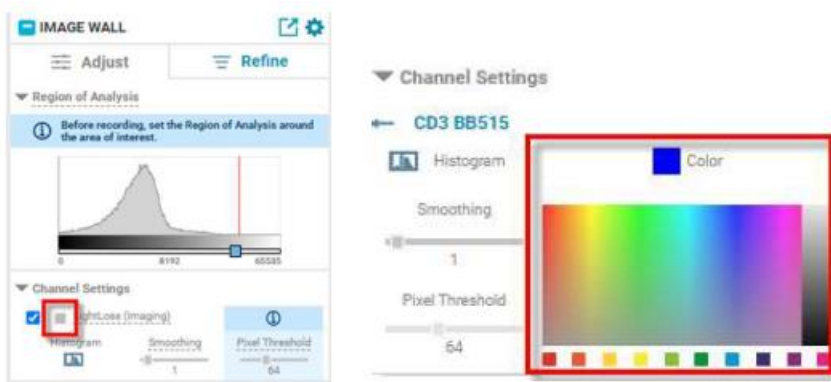 IMAGE WALL
Adjust
Refine
Region of Analysis
Before recording, set the Region of Analysis around
the area of interest.
0 8192 65535
Channel Settings
ightLoss (Imaging)
Histogram Smoothing Pixel Threshold
1 64
Channel Settings
CD3 BB515
Histogram
Color
Smoothing
1
Pixel Threshold
64